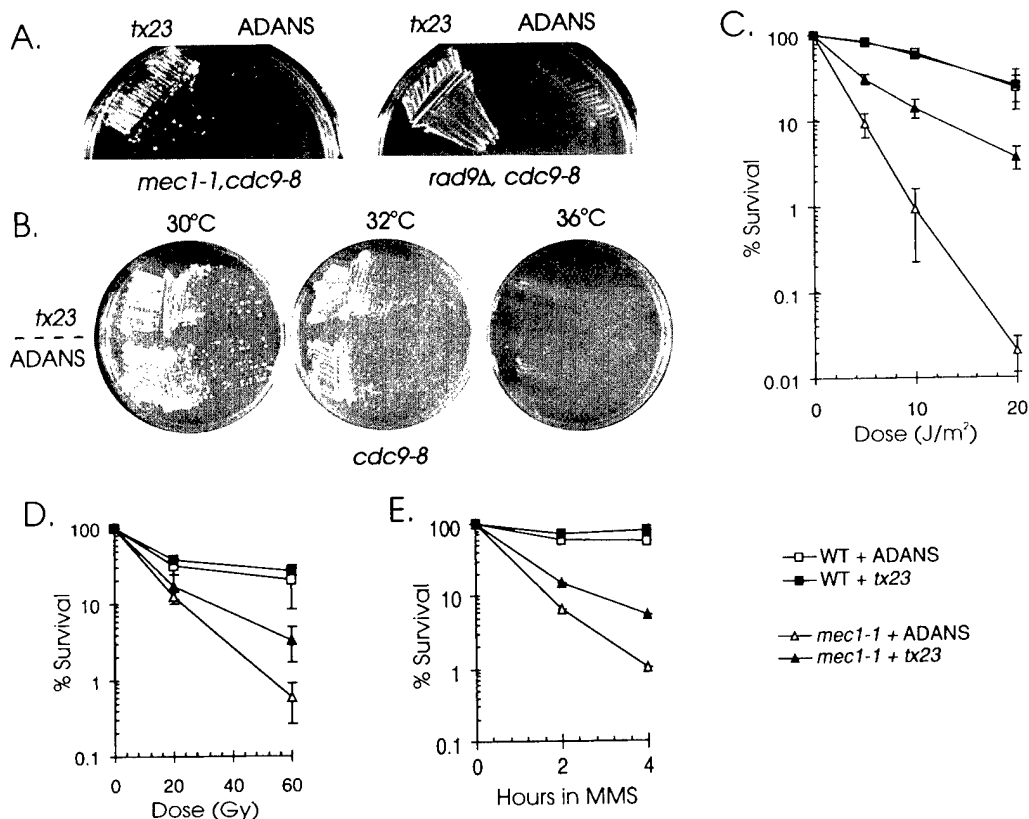 A.
tx23 ADANS
tx23 ADANS
mec1-1,cdc9-8
rad9Δ, cdc9-8
B.
30°C
32°C
36°C
tx23
ADANS
cdc9-8
C.
% Survival
100
10
1
0.1
0.01
0 10 20
Dose (J/m²)
D.
% Survival
100
10
1
0.1
0 20 40 60
Dose (Gy)
E.
% Survival
100
10
1
0.1
0 2 4
Hours in MMS
WT + ADANS
WT + tx23
mec1-1 + ADANS
mec1-1 + tx23